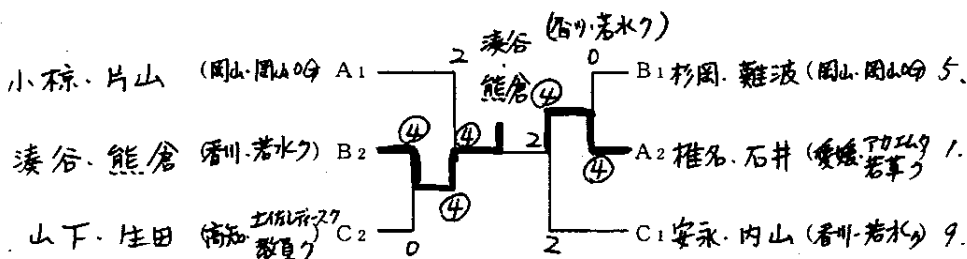 湊谷 (香川・若水ク)
・
熊倉
小椋・片山 (岡山・岡山OG) A1
2
0
B1 杉岡・難波 (岡山・岡山OG) 5.
④
湊谷・熊倉 (香川・若水ク) B2
④
④
2
④
A2 椎名・石井 (愛媛・アカエムク 若草ク) 1.
④
山下・生田 (高知・土佐レディースク 教員ク) C2
0
2
C1 安永・内山 (香川・若水ク) 9.